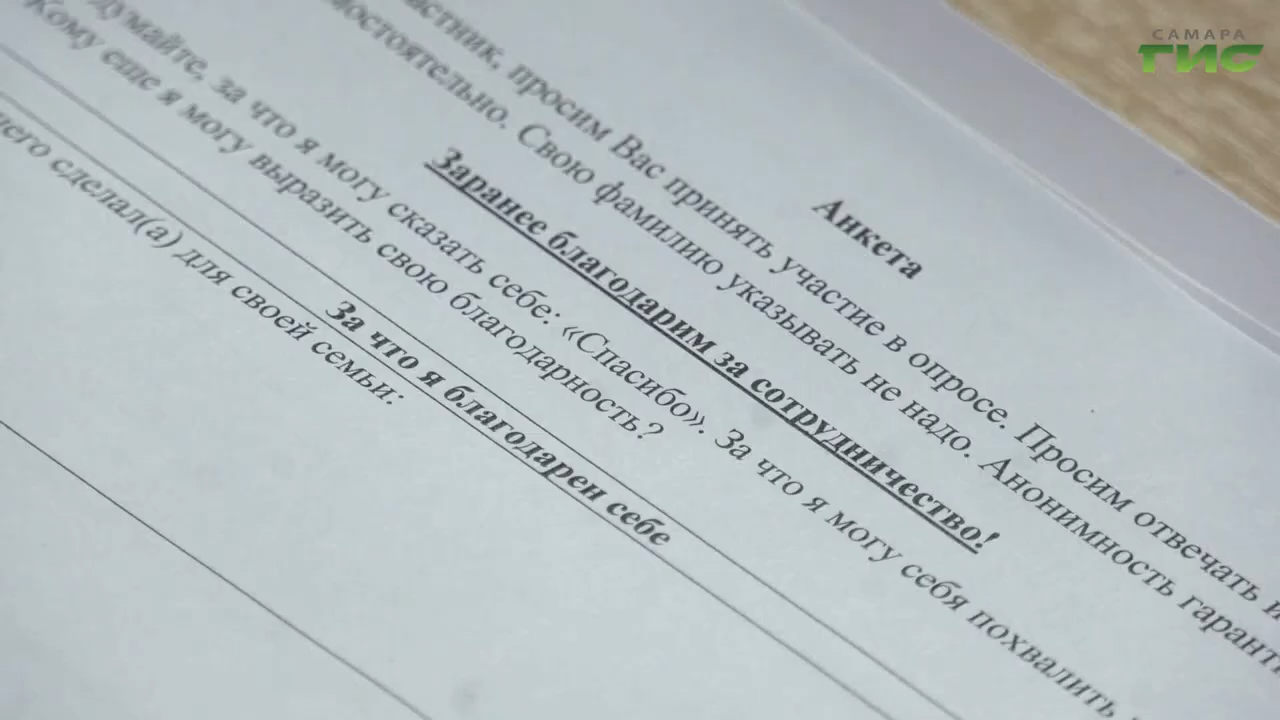 САМАРА
ГИС
Анкета
астник, просим Вас принять участие в опросе. Просим отвечать
мостоятельно. Свою фамилию указывать не надо. Анонимность гарант
Заранее благодарим за сотрудничество!
думайте, за что я могу сказать себе: «Спасибо». За что я могу себя похвалить
Кому еще я могу выразить свою благодарность?
За что я благодарен себе
чего сделал(а) для своей семьи: